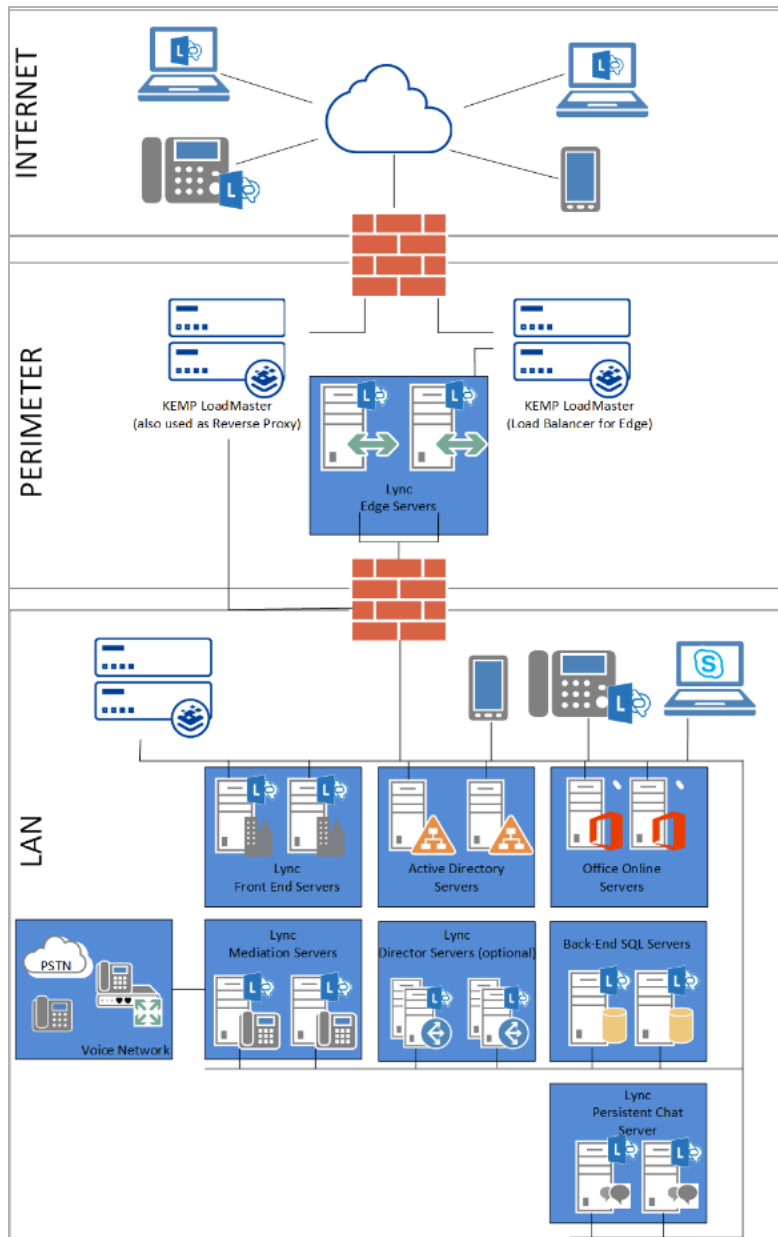 INTERNET
L
L
L
PERIMETER
KEMP LoadMaster
(also used as Reverse Proxy)
KEMP LoadMaster
(Load Balancer for Edge)
L
L
Lync
Edge Servers
LAN
L
S
L
L
Lync
Front End Servers
Active Directory
Servers
Office Online
Servers
PSTN
Voice Network
Lync
Mediation Servers
L
L
Lync
Director Servers (optional)
L
L
Back-End SQL Servers
L
L
Lync
Persistent Chat
Server
L
L